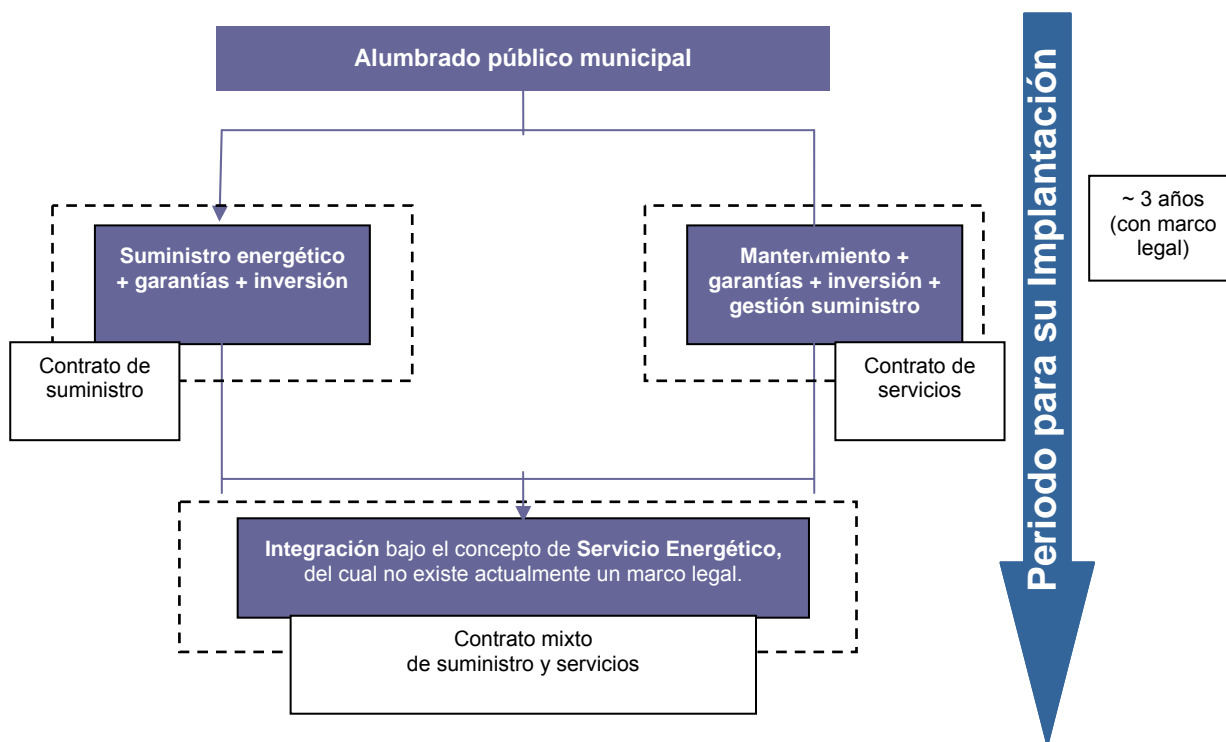 Alumbrado público municipal
Suministro energético
+ garantías + inversión
Contrato de
suministro
Mantenimiento +
garantías + inversión +
gestión suministro
Contrato de
servicios
Integración bajo el concepto de Servicio Energético,
del cual no existe actualmente un marco legal.
Contrato mixto
de suministro y servicios
Periodo para su Implantación
~ 3 años
(con marco
legal)